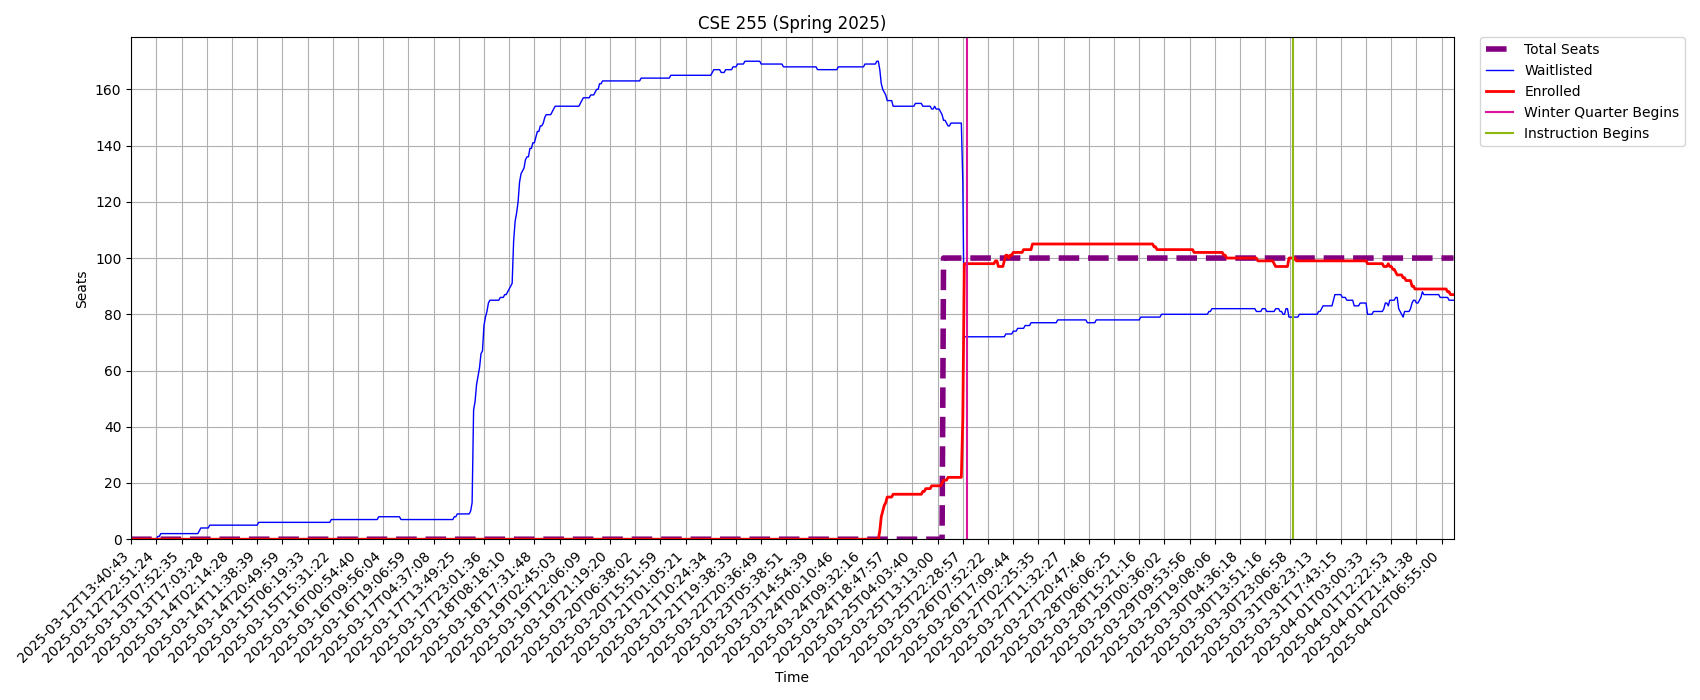 CSE 255 (Spring 2025)
Total Seats
Waitlisted
Enrolled
Winter Quarter Begins
Instruction Begins
Seats
160
140
120
100
80
60
40
20
0
2025-03-12T13:40:43
2025-03-12T22:51:24
2025-03-13T07:52:35
2025-03-13T17:03:28
2025-03-14T02:14:28
2025-03-14T11:38:39
2025-03-14T20:49:59
2025-03-15T06:19:33
2025-03-15T15:31:22
2025-03-16T00:54:40
2025-03-16T09:56:04
2025-03-16T19:06:59
2025-03-17T04:37:08
2025-03-17T13:49:25
2025-03-17T23:01:36
2025-03-18T08:18:10
2025-03-18T17:31:48
2025-03-19T02:45:03
2025-03-19T12:06:09
2025-03-19T21:19:20
2025-03-20T06:38:02
2025-03-20T15:51:59
2025-03-21T01:05:21
2025-03-21T10:24:34
2025-03-21T19:38:33
2025-03-22T20:36:49
2025-03-23T05:38:51
2025-03-23T14:54:39
2025-03-24T00:10:46
2025-03-24T09:32:16
2025-03-24T18:47:57
2025-03-25T04:03:40
2025-03-25T13:13:00
2025-03-25T22:28:57
2025-03-26T07:52:22
2025-03-26T17:09:44
2025-03-27T02:25:35
2025-03-27T11:32:27
2025-03-27T20:47:46
2025-03-28T06:06:25
2025-03-28T15:21:16
2025-03-29T00:36:02
2025-03-29T09:53:56
2025-03-29T19:08:06
2025-03-30T04:36:18
2025-03-30T13:51:16
2025-03-30T23:06:58
2025-03-31T08:23:13
2025-03-31T17:43:15
2025-04-01T03:00:33
2025-04-01T12:22:53
2025-04-01T21:41:38
2025-04-02T06:55:00
Time